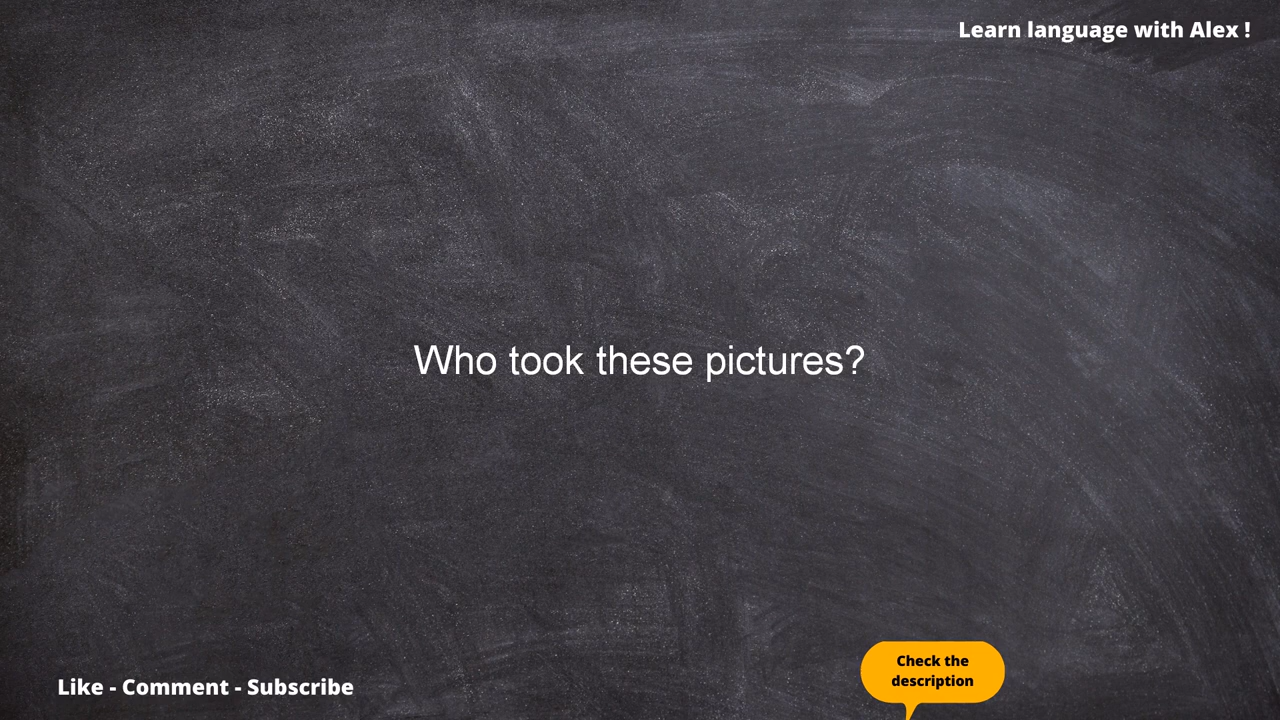 Learn language with Alex !
Who took these pictures?
Like - Comment - Subscribe
Check the
description